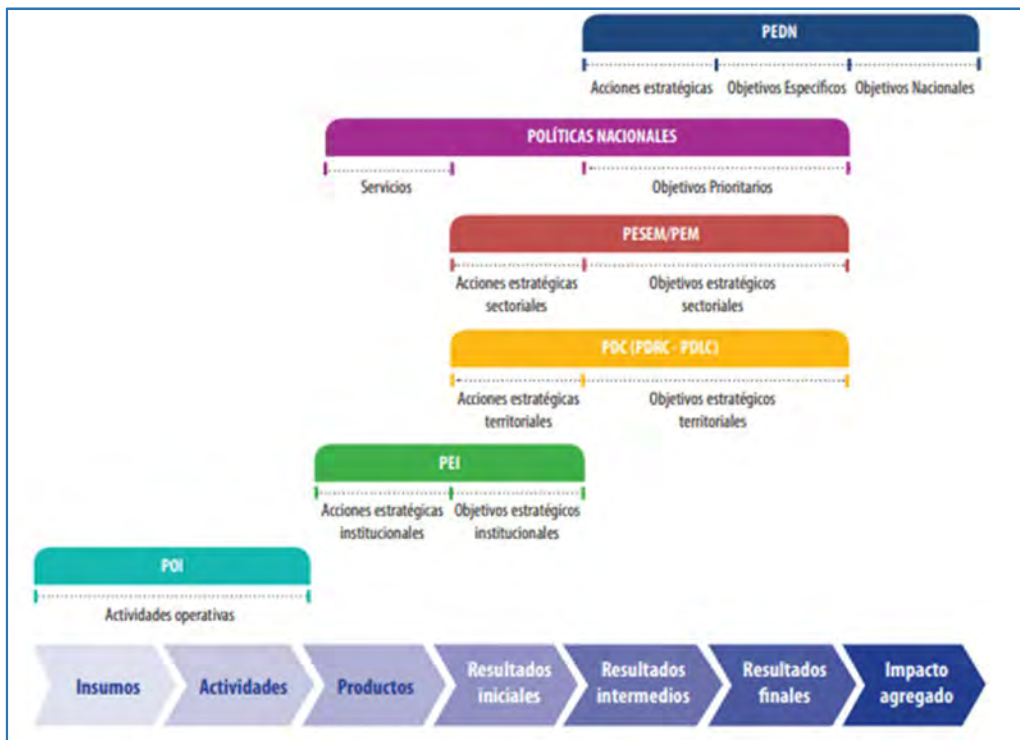 PEDN
Acciones estratégicas Objetivos Específicos Objetivos Nacionales
POLÍTICAS NACIONALES
Servicios Objetivos Prioritarios
PESEM/PEM
Acciones estratégicas Objetivos estratégicos
sectoriales sectoriales
PDC (PDRC - PDLC)
Acciones estratégicas Objetivos estratégicos
territoriales territoriales
PEI
Acciones estratégicas Objetivos estratégicos
institucionales institucionales
POI
Actividades operativas
Insumos Actividades Productos Resultados iniciales Resultados intermedios Resultados finales Impacto agregado